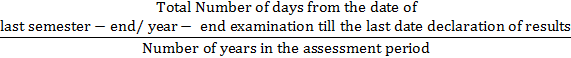 Total Number of days from the date of
last semester − end/ year − end examination till the last date declaration of results
Number of years in the assessment period